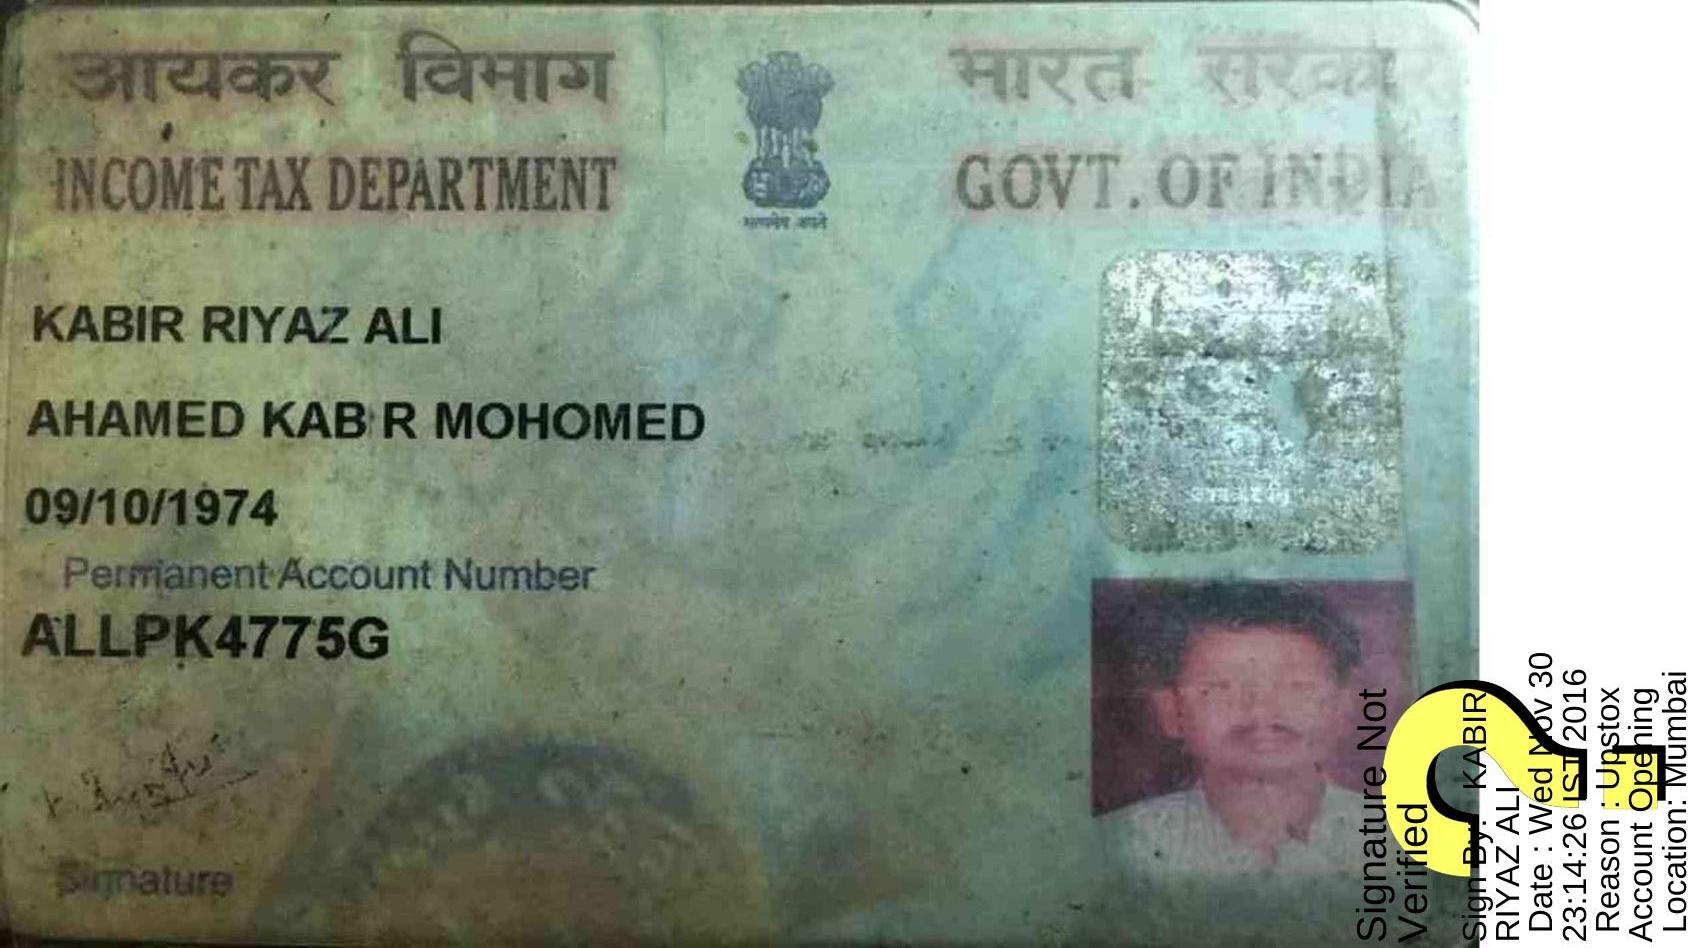 आयकर विभाग
भारत सरकार
INCOME TAX DEPARTMENT
GOVT. OF INDIA
सत्यमेव जयते
KABIR RIYAZ ALI
AHAMED KAB R MOHOMED
09/10/1974
Permanent Account Number
ALLPK4775G
Signature
Signature Not
Verified
Sign By: KABIR
RIYAZ ALI
Date : Wed Nov 30
23:14:26 IST 2016
Reason : Upstox
Account Opening
Location: Mumbai